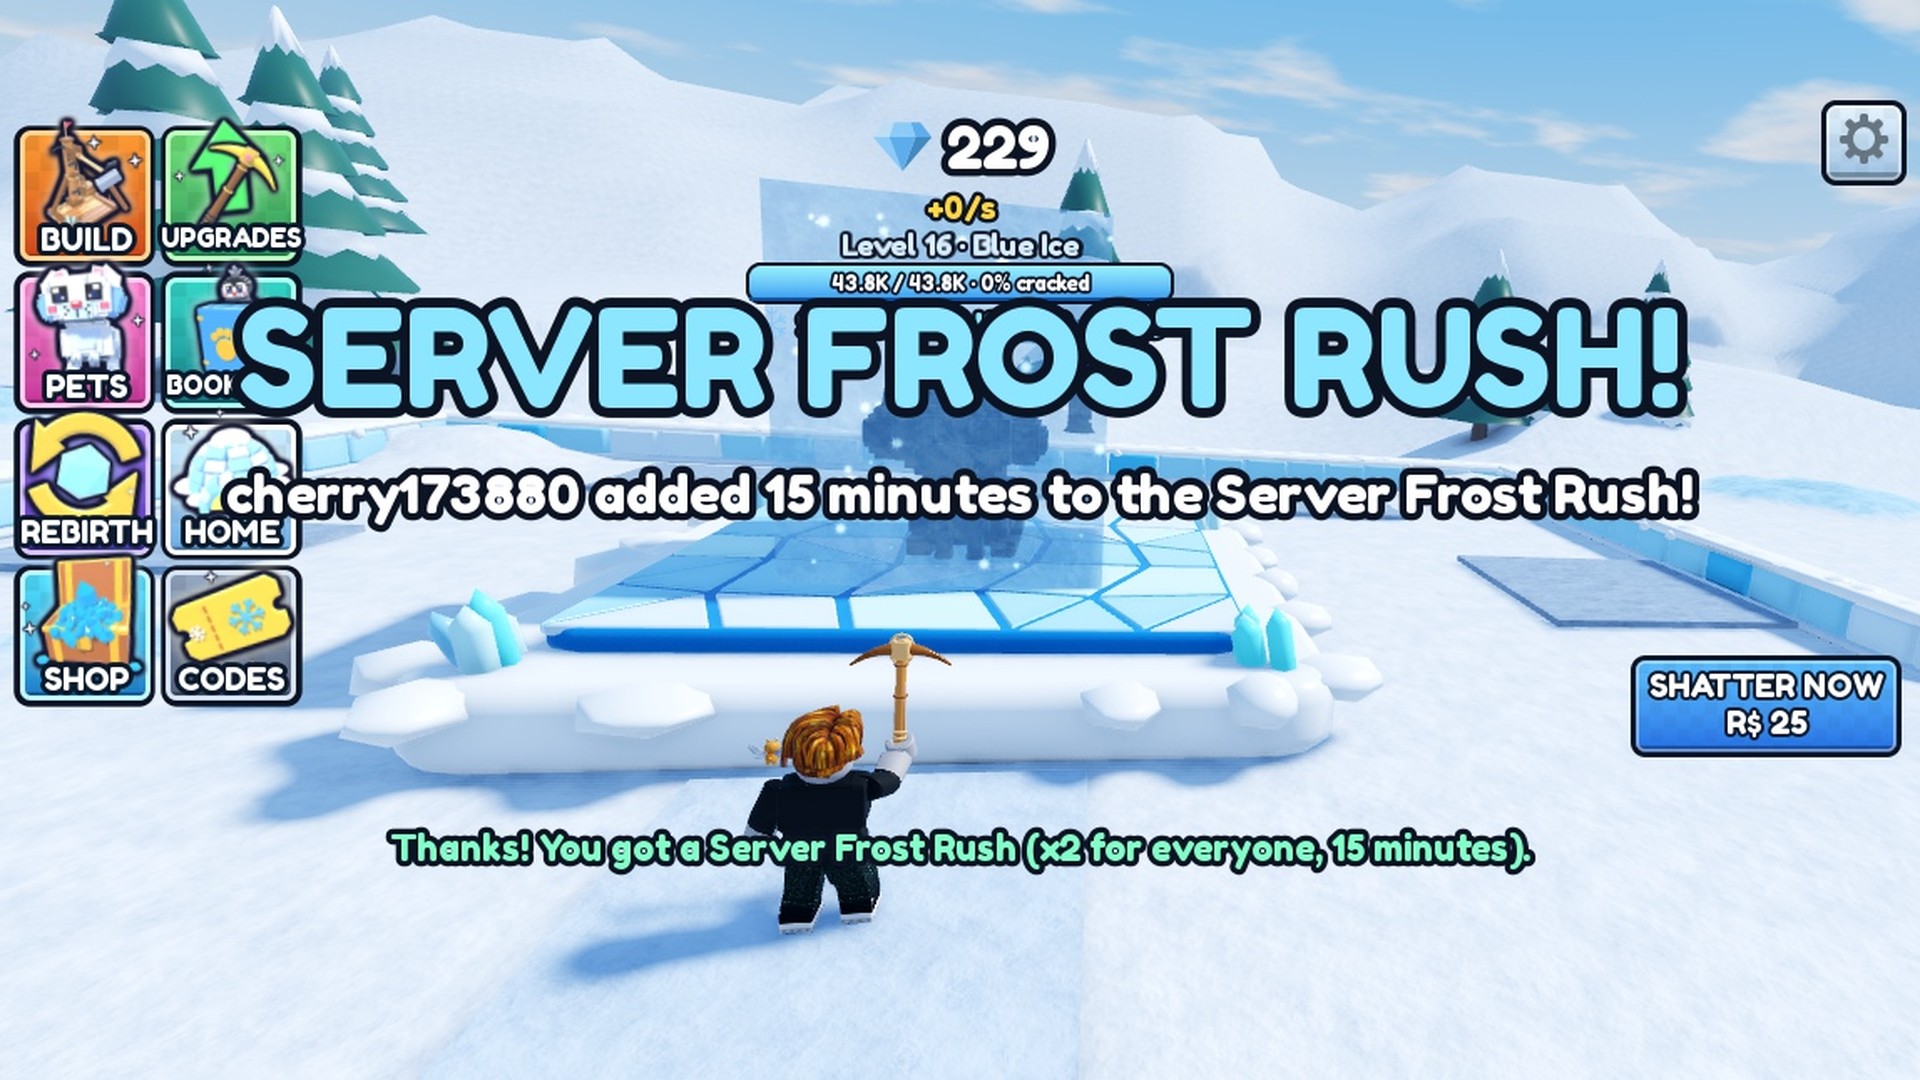 229
+0/s
Level 16 · Blue Ice
43.8K / 43.8K · 0% cracked
BUILD
UPGRADES
PETS
BOOK
SERVER FROST RUSH!
cherry173880 added 15 minutes to the Server Frost Rush!
REBIRTH
HOME
SHOP
CODES
SHATTER NOW
R$ 25
Thanks! You got a Server Frost Rush (x2 for everyone, 15 minutes).